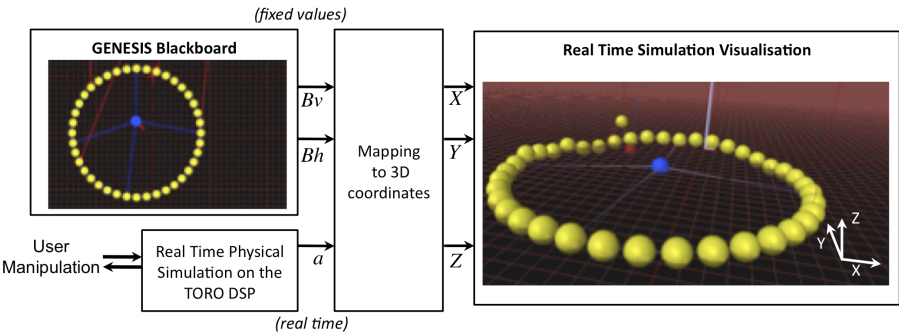 (fixed values)
GENESIS Blackboard
Bv
Bh
Mapping
to 3D
coordinates
X
Y
Z
Real Time Simulation Visualisation
Z
Y
X
User
Manipulation
Real Time Physical
Simulation on the
TORO DSP
a
(real time)